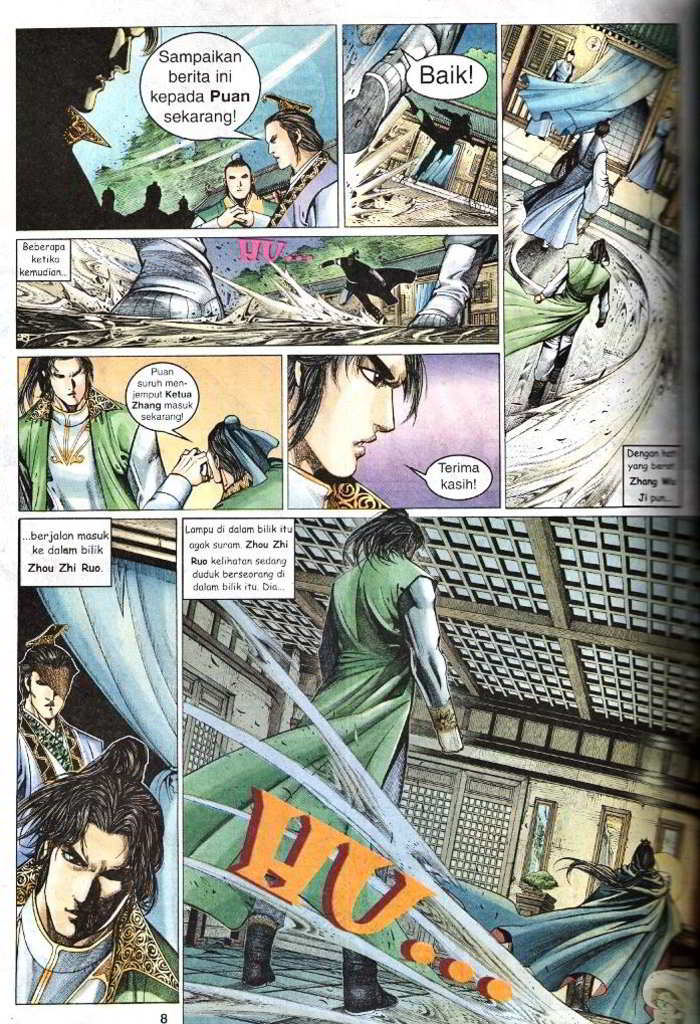 Sampaikan
berita ini
kepada Puan
sekarang!
Baik!
Beberapa
ketika
kemudian...
HU...
Puan
suruh men-
jemput Ketua
Zhang masuk
sekarang!
Terima
kasih!
Dengan hati
yang berat
Zhang Wu
Ji pun...
...berjalan masuk
ke dalam bilik
Zhou Zhi Ruo.
Lampu di dalam bilik itu
agak suram. Zhou Zhi
Ruo kelihatan sedang
duduk berseorang di
dalam bilik itu. Dia...
HU...
8